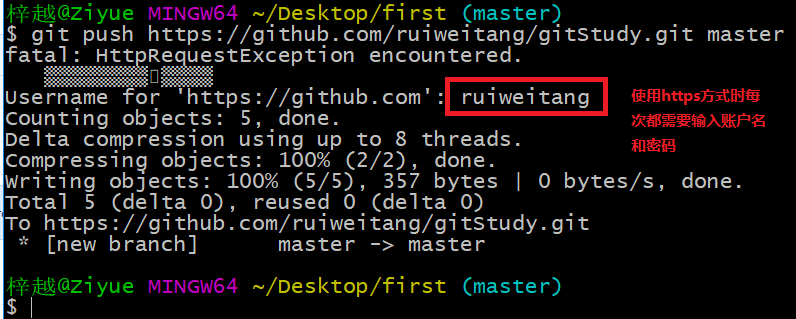 梓越@Ziyue MINGW64 ~/Desktop/first (master)
$ git push https://github.com/ruiweitang/gitStudy.git master
fatal: HttpRequestException encountered.
Username for 'https://github.com': ruiweitang
使用https方式时每
次都需要输入账户名
和密码
Counting objects: 5, done.
Delta compression using up to 8 threads.
Compressing objects: 100% (2/2), done.
Writing objects: 100% (5/5), 357 bytes | 0 bytes/s, done.
Total 5 (delta 0), reused 0 (delta 0)
To https://github.com/ruiweitang/gitStudy.git
 * [new branch]      master -> master
梓越@Ziyue MINGW64 ~/Desktop/first (master)
$